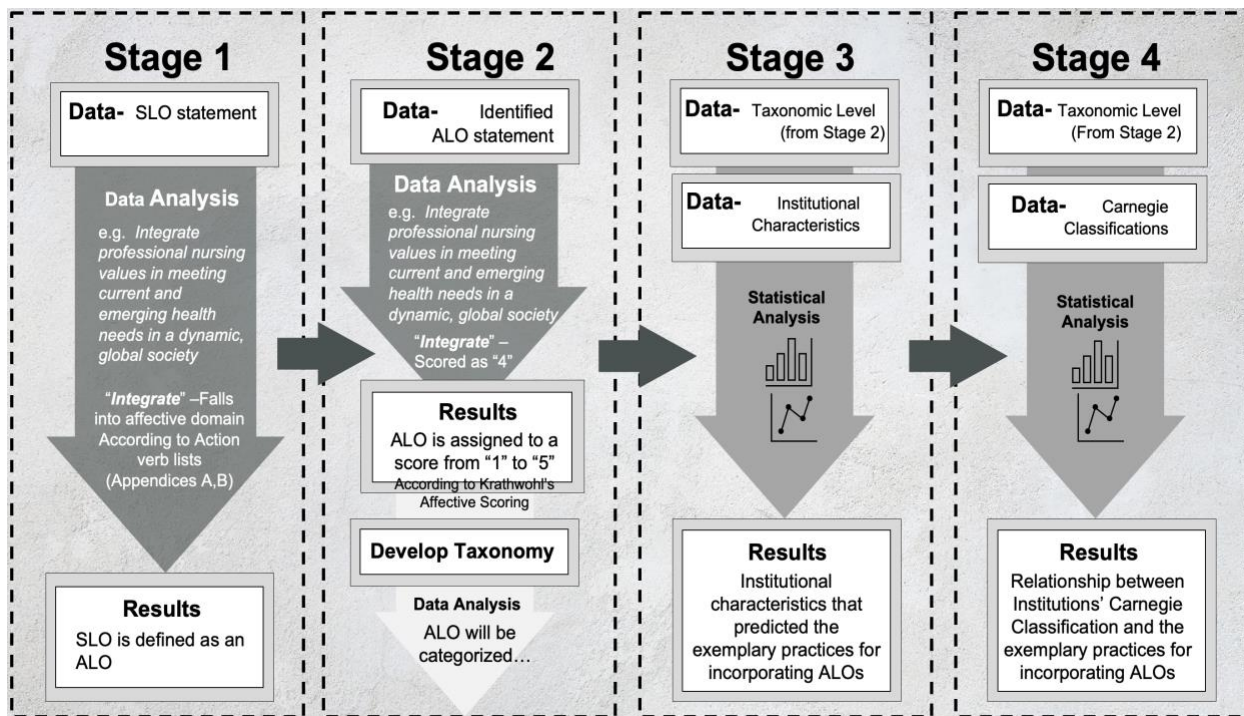 Stage 1
Data- SLO statement
Data Analysis
e.g. Integrate
professional nursing
values in meeting
current and
emerging health
needs in a dynamic,
global society
“Integrate” –Falls
into affective domain
According to Action
verb lists
(Appendices A,B)
Results
SLO is defined as an
ALO
Stage 2
Data- Identified
ALO statement
Data Analysis
e.g. Integrate
professional nursing
values in meeting
current and emerging
health needs in a
dynamic, global society
“Integrate” –
Scored as “4”
Results
ALO is assigned to a
score from “1” to “5”
According to Krathwohl's
Affective Scoring
Develop Taxonomy
Data Analysis
ALO will be
categorized…
Stage 3
Data- Taxonomic Level
(from Stage 2)
Data- Institutional
Characteristics
Statistical
Analysis
Results
Institutional
characteristics that
predicted the
exemplary practices for
incorporating ALOs
Stage 4
Data- Taxonomic Level
(From Stage 2)
Data- Carnegie
Classifications
Statistical
Analysis
Results
Relationship between
Institutions’ Carnegie
Classification and the
exemplary practices for
incorporating ALOs